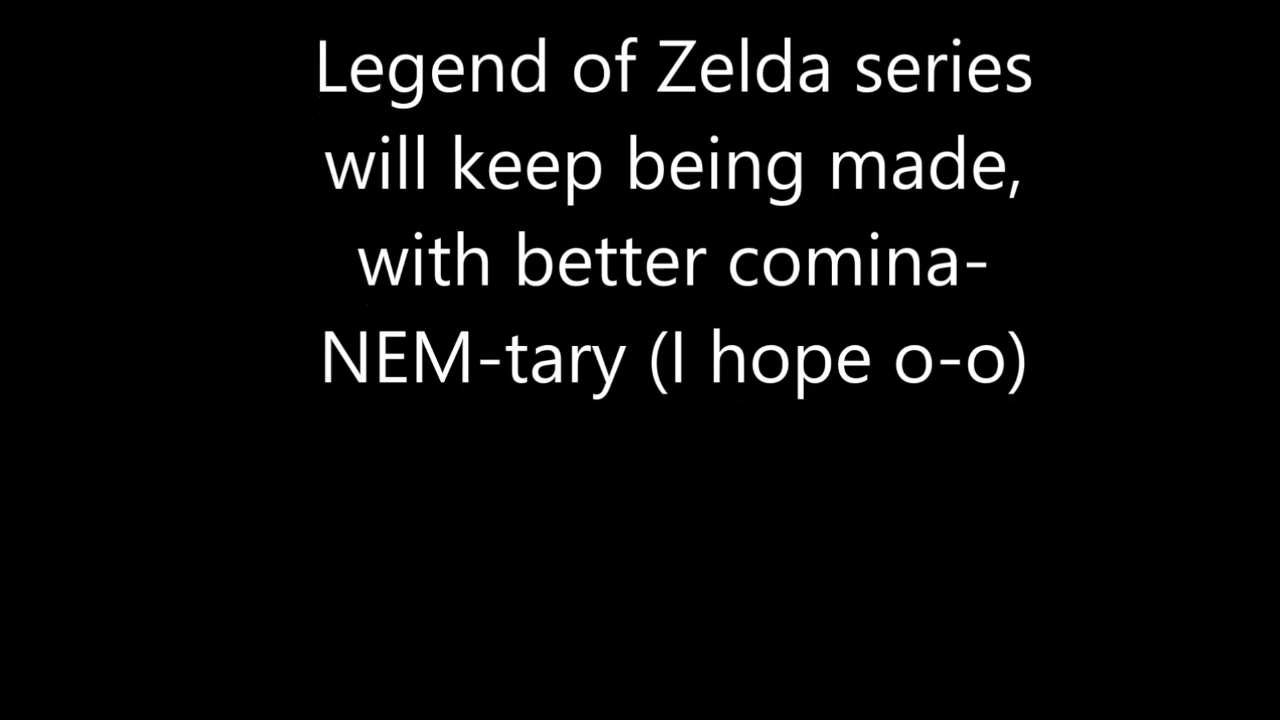 Legend of Zelda series
will keep being made,
with better comina-
NEM-tary (I hope o-o)